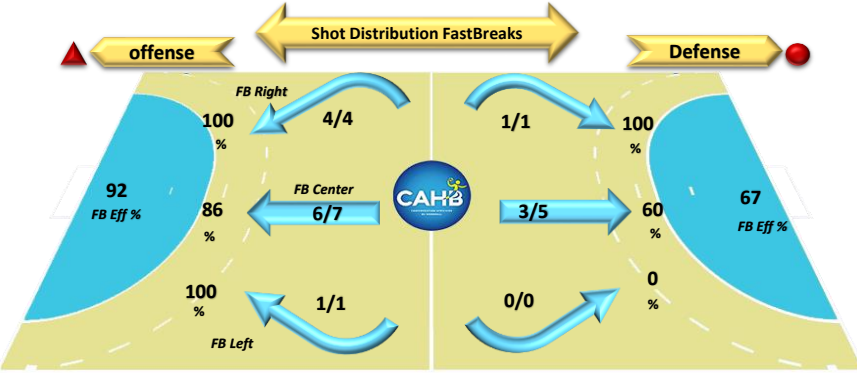 Shot Distribution FastBreaks
offense
Defense
FB Right
100
%
4/4
1/1
100
%
92
FB Eff %
86
%
FB Center
6/7
CAHB
3/5
60
%
67
FB Eff %
100
%
1/1
0/0
0
%
FB Left